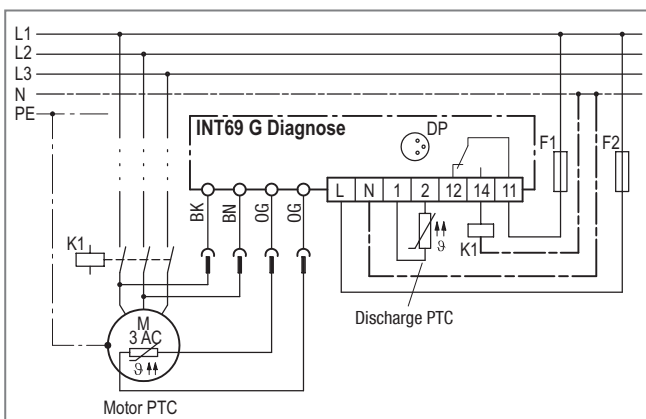 L1
L2
L3
N
PE
INT69 G Diagnose
DP
F1
F2
L N 1 2 12 14 11
BK
BN
OG
OG
K1
ϑ
K1
Discharge PTC
M
3 AC
ϑ
Motor PTC